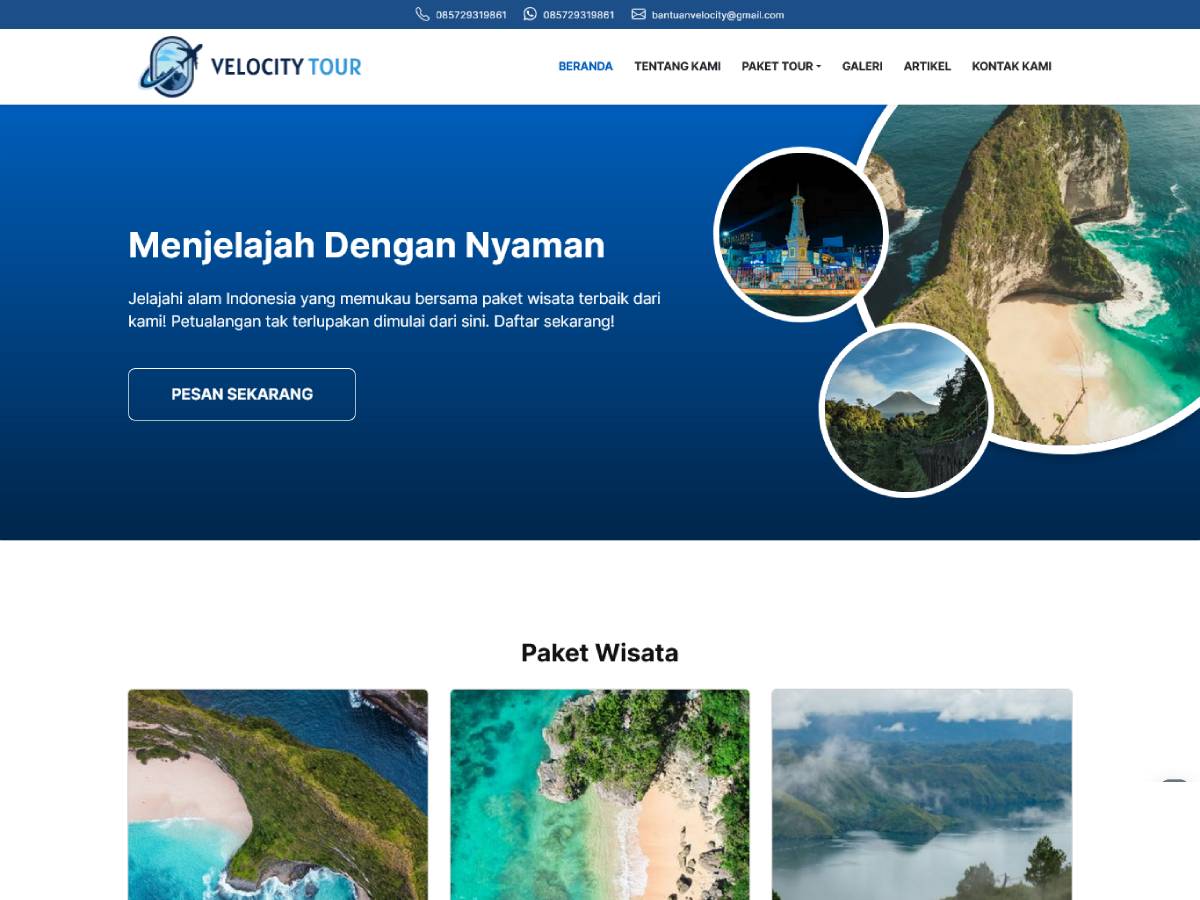 085729319861 085729319861 bantuanvelocity@gmail.com
VELOCITY TOUR
BERANDA TENTANG KAMI PAKET TOUR GALERI ARTIKEL KONTAK KAMI
Menjelajah Dengan Nyaman
Jelajahi alam Indonesia yang memukau bersama paket wisata terbaik dari
kami! Petualangan tak terlupakan dimulai dari sini. Daftar sekarang!
PESAN SEKARANG
Paket Wisata